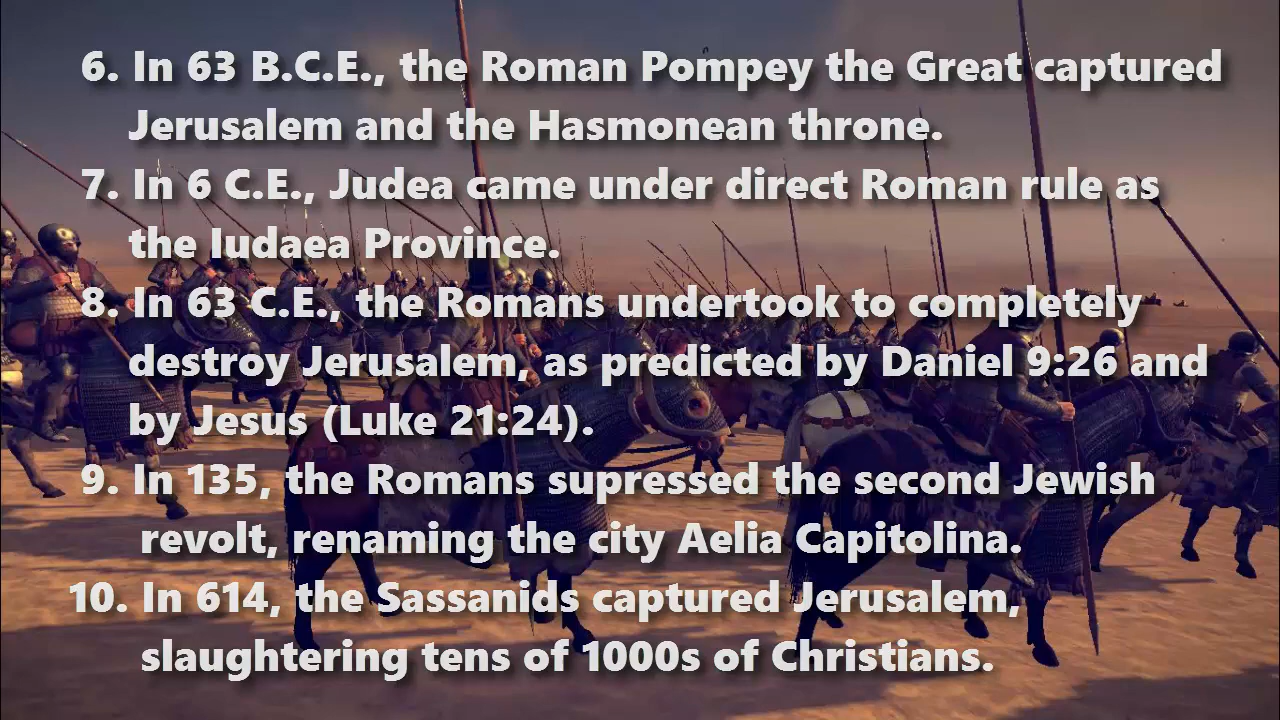 6. In 63 B.C.E., the Roman Pompey the Great captured
Jerusalem and the Hasmonean throne.
7. In 6 C.E., Judea came under direct Roman rule as
the Iudaea Province.
8. In 63 C.E., the Romans undertook to completely
destroy Jerusalem, as predicted by Daniel 9:26 and
by Jesus (Luke 21:24).
9. In 135, the Romans supressed the second Jewish
revolt, renaming the city Aelia Capitolina.
10. In 614, the Sassanids captured Jerusalem,
slaughtering tens of 1000s of Christians.